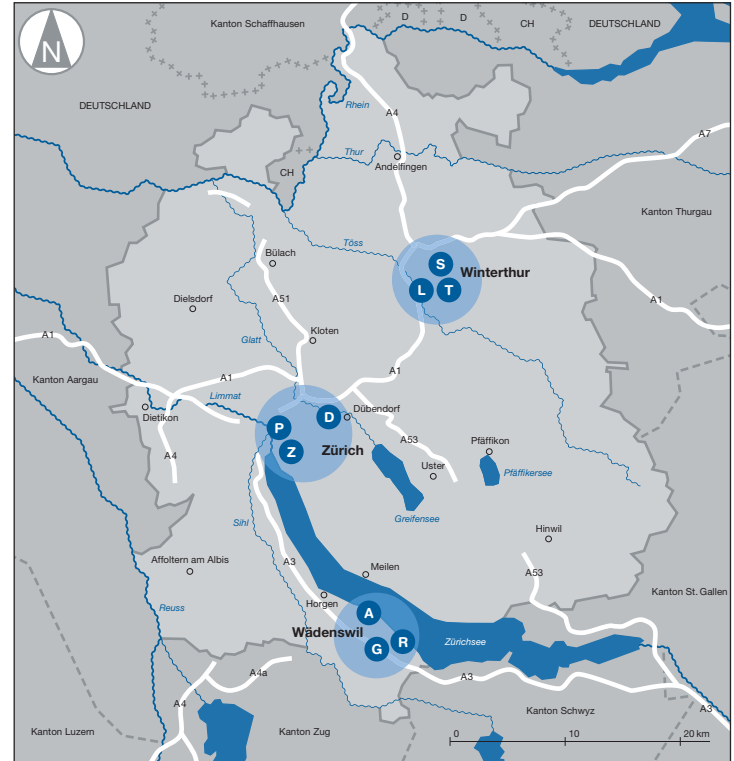 Kanton Schaffhausen
D
D
CH
DEUTSCHLAND
N
DEUTSCHLAND
Rhein
A4
A7
Thur
Andelfingen
CH
Kanton Thurgau
Töss
S
Winterthur
L
T
Bülach
A51
Dielsdorf
A1
Glatt
Kloten
A1
A1
A1
Kanton Aargau
Limmat
Dietikon
D
Dübendorf
P
Zürich
Z
A53
Pfäffikon
A4
Uster
Pfäffikersee
Greifensee
Sihl
Hinwil
A3
Affoltern am Albis
Meilen
A53
Kanton St. Gallen
Reuss
Horgen
A
Wädenswil
G
R
Zürichsee
A4a
A3
A4
A3
Kanton Schwyz
Kanton Luzern
Kanton Zug
0
10
20 km